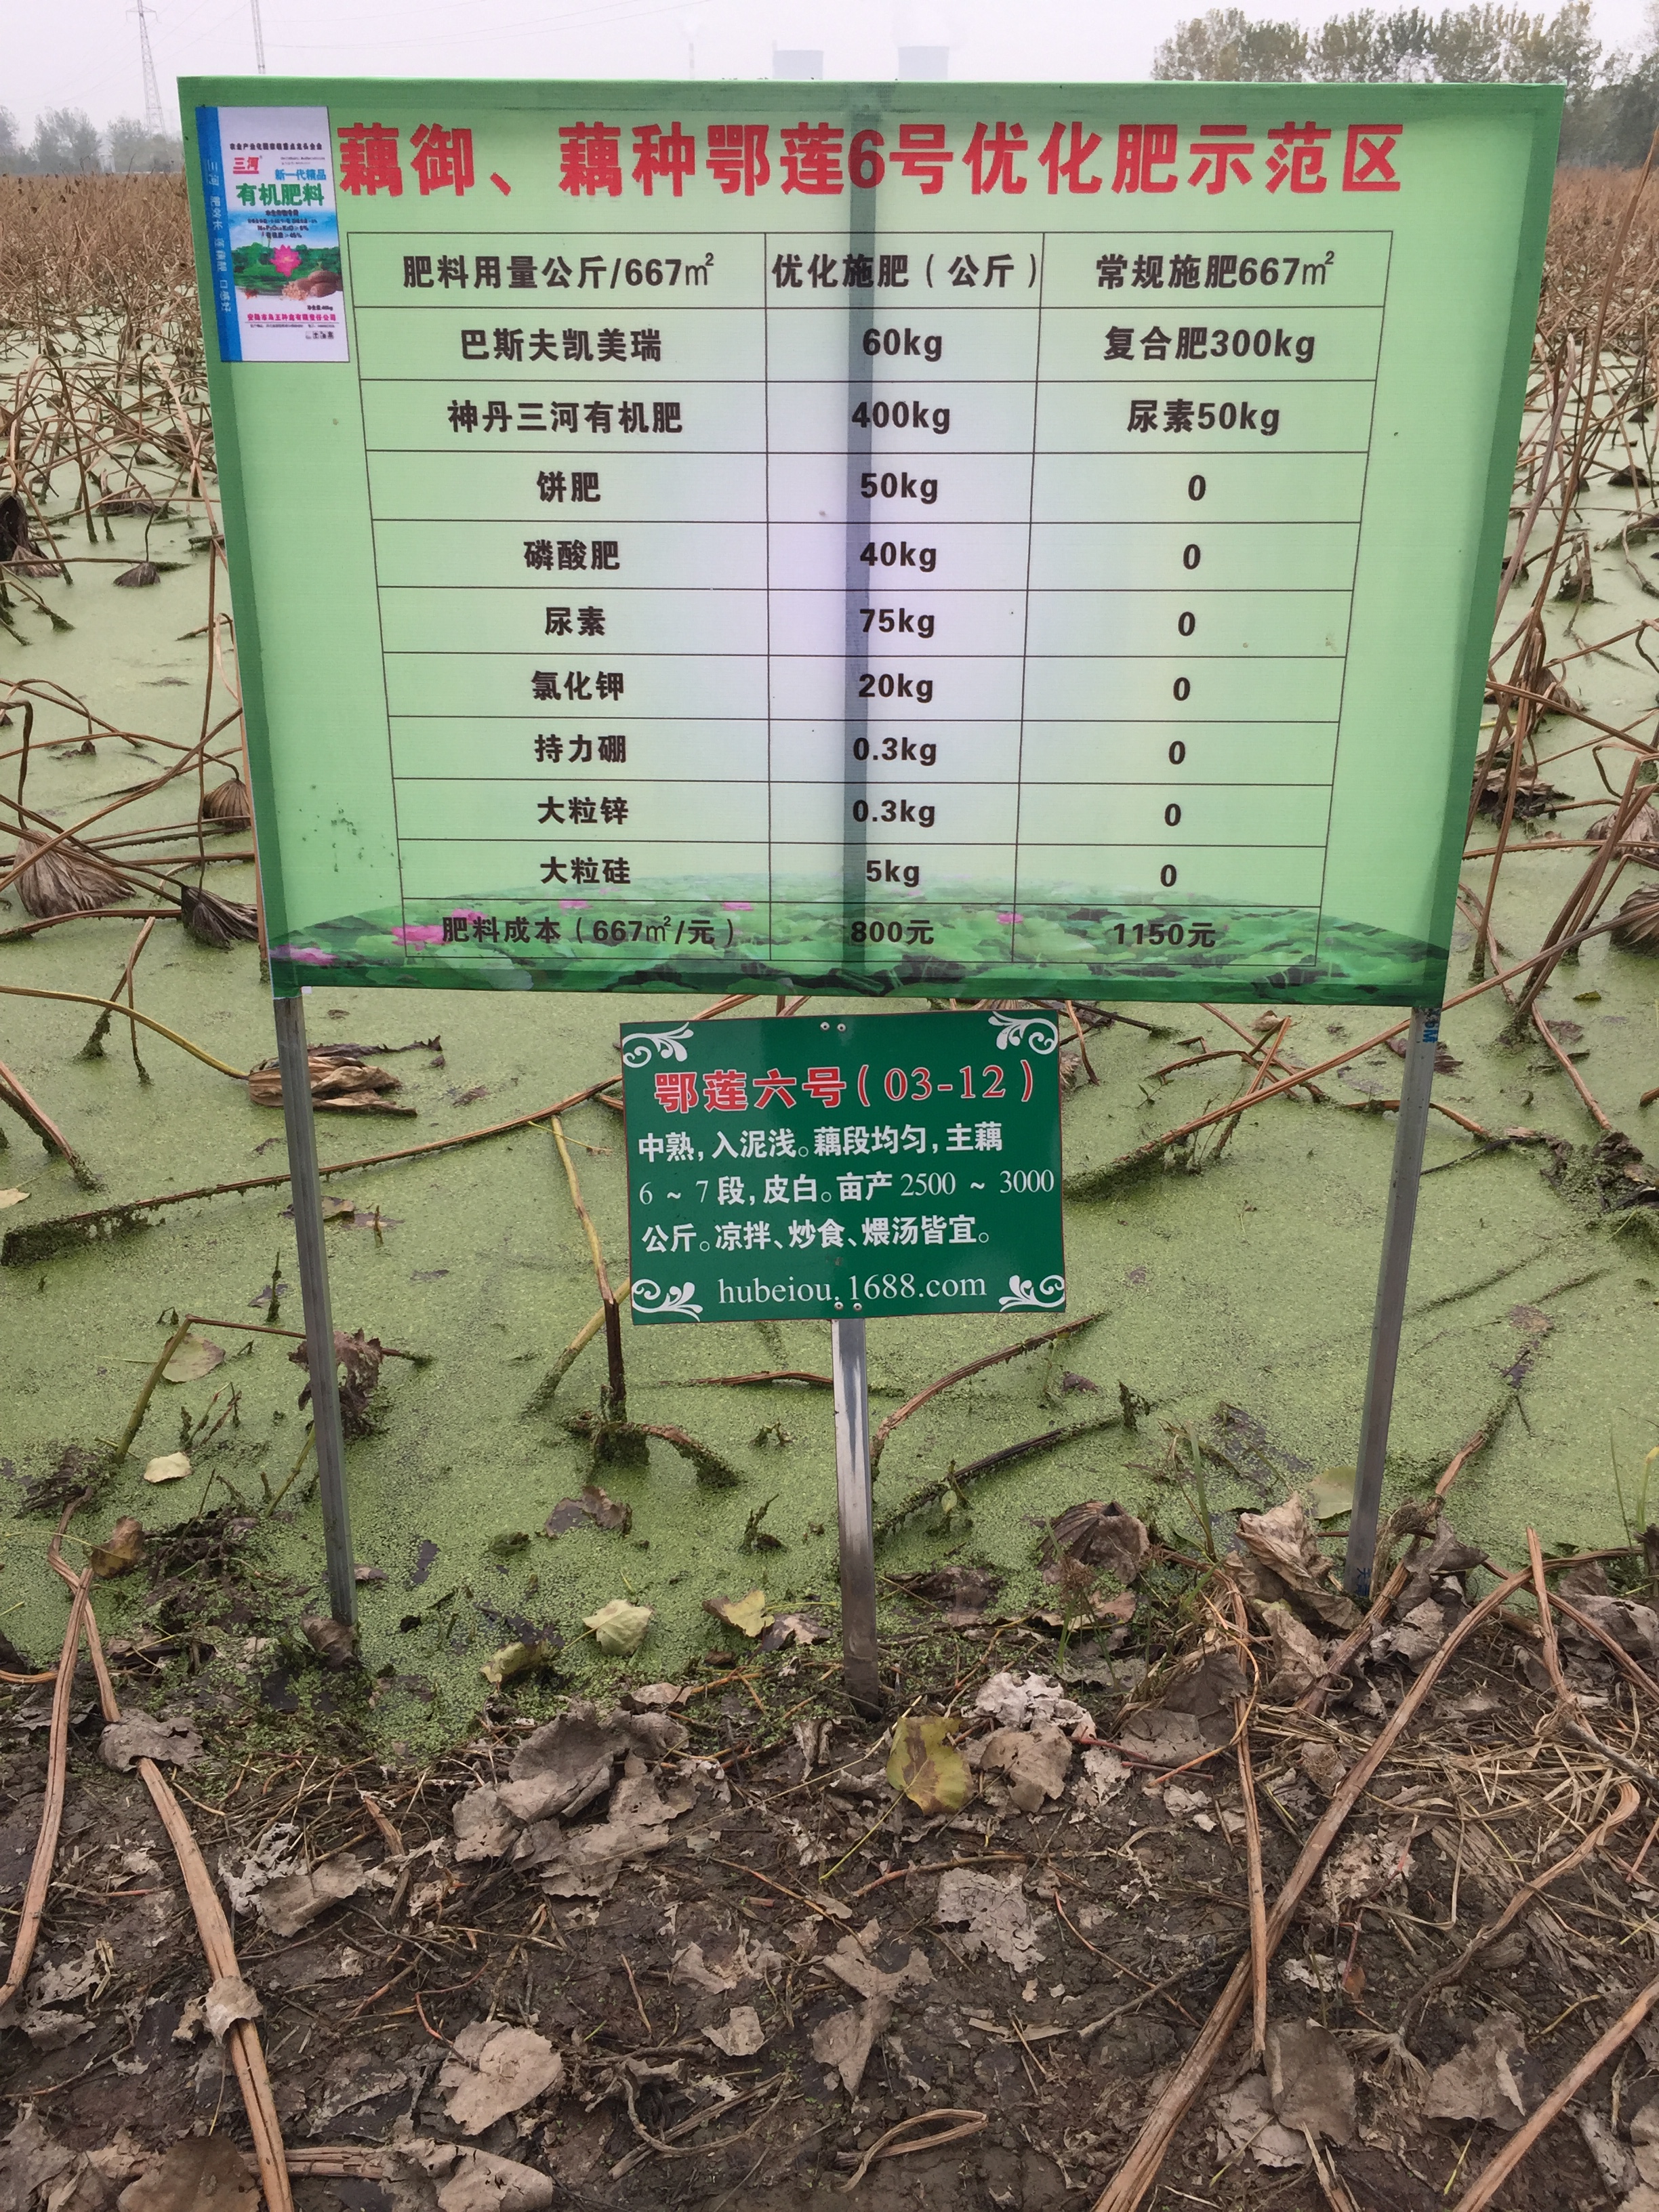 藕御、藕种鄂莲6号优化肥示范区
三河
新一代精品
有机肥料
肥料用量公斤/667㎡ 优化施肥（公斤） 常规施肥667㎡
巴斯夫凯美瑞 60kg 复合肥300kg
神丹三河有机肥 400kg 尿素50kg
饼肥 50kg 0
磷酸肥 40kg 0
尿素 75kg 0
氯化钾 20kg 0
持力硼 0.3kg 0
大粒锌 0.3kg 0
大粒硅 5kg 0
肥料成本（667㎡/元） 800元 1150元
鄂莲六号(03-12)
中熟,入泥浅。藕段均匀,主藕
6 ~ 7 段,皮白。亩产 2500 ~ 3000
公斤。凉拌、炒食、煨汤皆宜。
hubeiou.1688.com